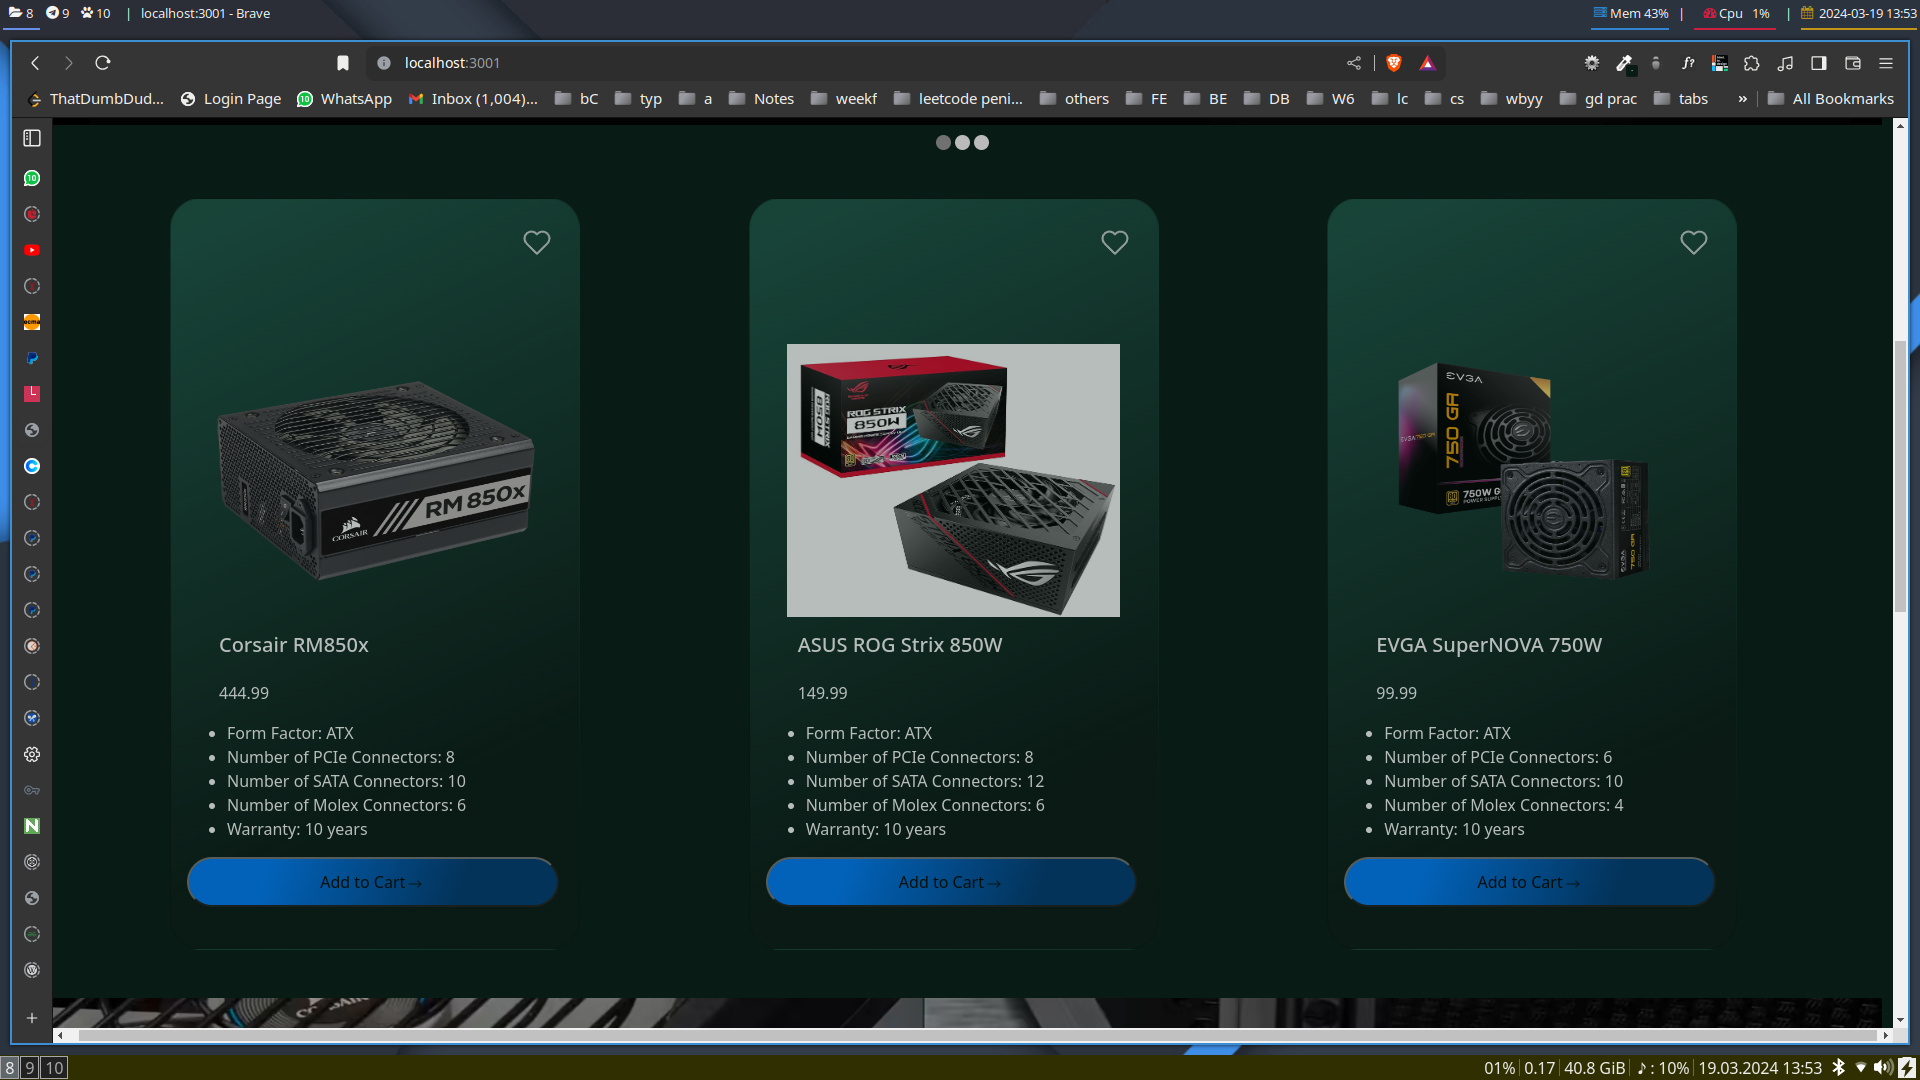 8 9 10 | localhost:3001 - Brave
Mem 43% | Cpu 1% | 2024-03-19 13:53
localhost:3001
f?
ThatDumbDud... Login Page WhatsApp Inbox (1,004)... bC typ a Notes weekf leetcode peni... others FE BE DB W6 lc cs wbyy gd prac tabs » All Bookmarks
EVGA
750 GA
750W G
ROG STRIX
850W
RM 850x
CORSAIR
Corsair RM850x
444.99
• Form Factor: ATX
• Number of PCIe Connectors: 8
• Number of SATA Connectors: 10
• Number of Molex Connectors: 6
• Warranty: 10 years
Add to Cart→
ASUS ROG Strix 850W
149.99
• Form Factor: ATX
• Number of PCIe Connectors: 8
• Number of SATA Connectors: 12
• Number of Molex Connectors: 6
• Warranty: 10 years
Add to Cart→
EVGA SuperNOVA 750W
99.99
• Form Factor: ATX
• Number of PCIe Connectors: 6
• Number of SATA Connectors: 10
• Number of Molex Connectors: 4
• Warranty: 10 years
Add to Cart→
8 9 10
01% 0.17 40.8 GiB ♪: 10% 19.03.2024 13:53